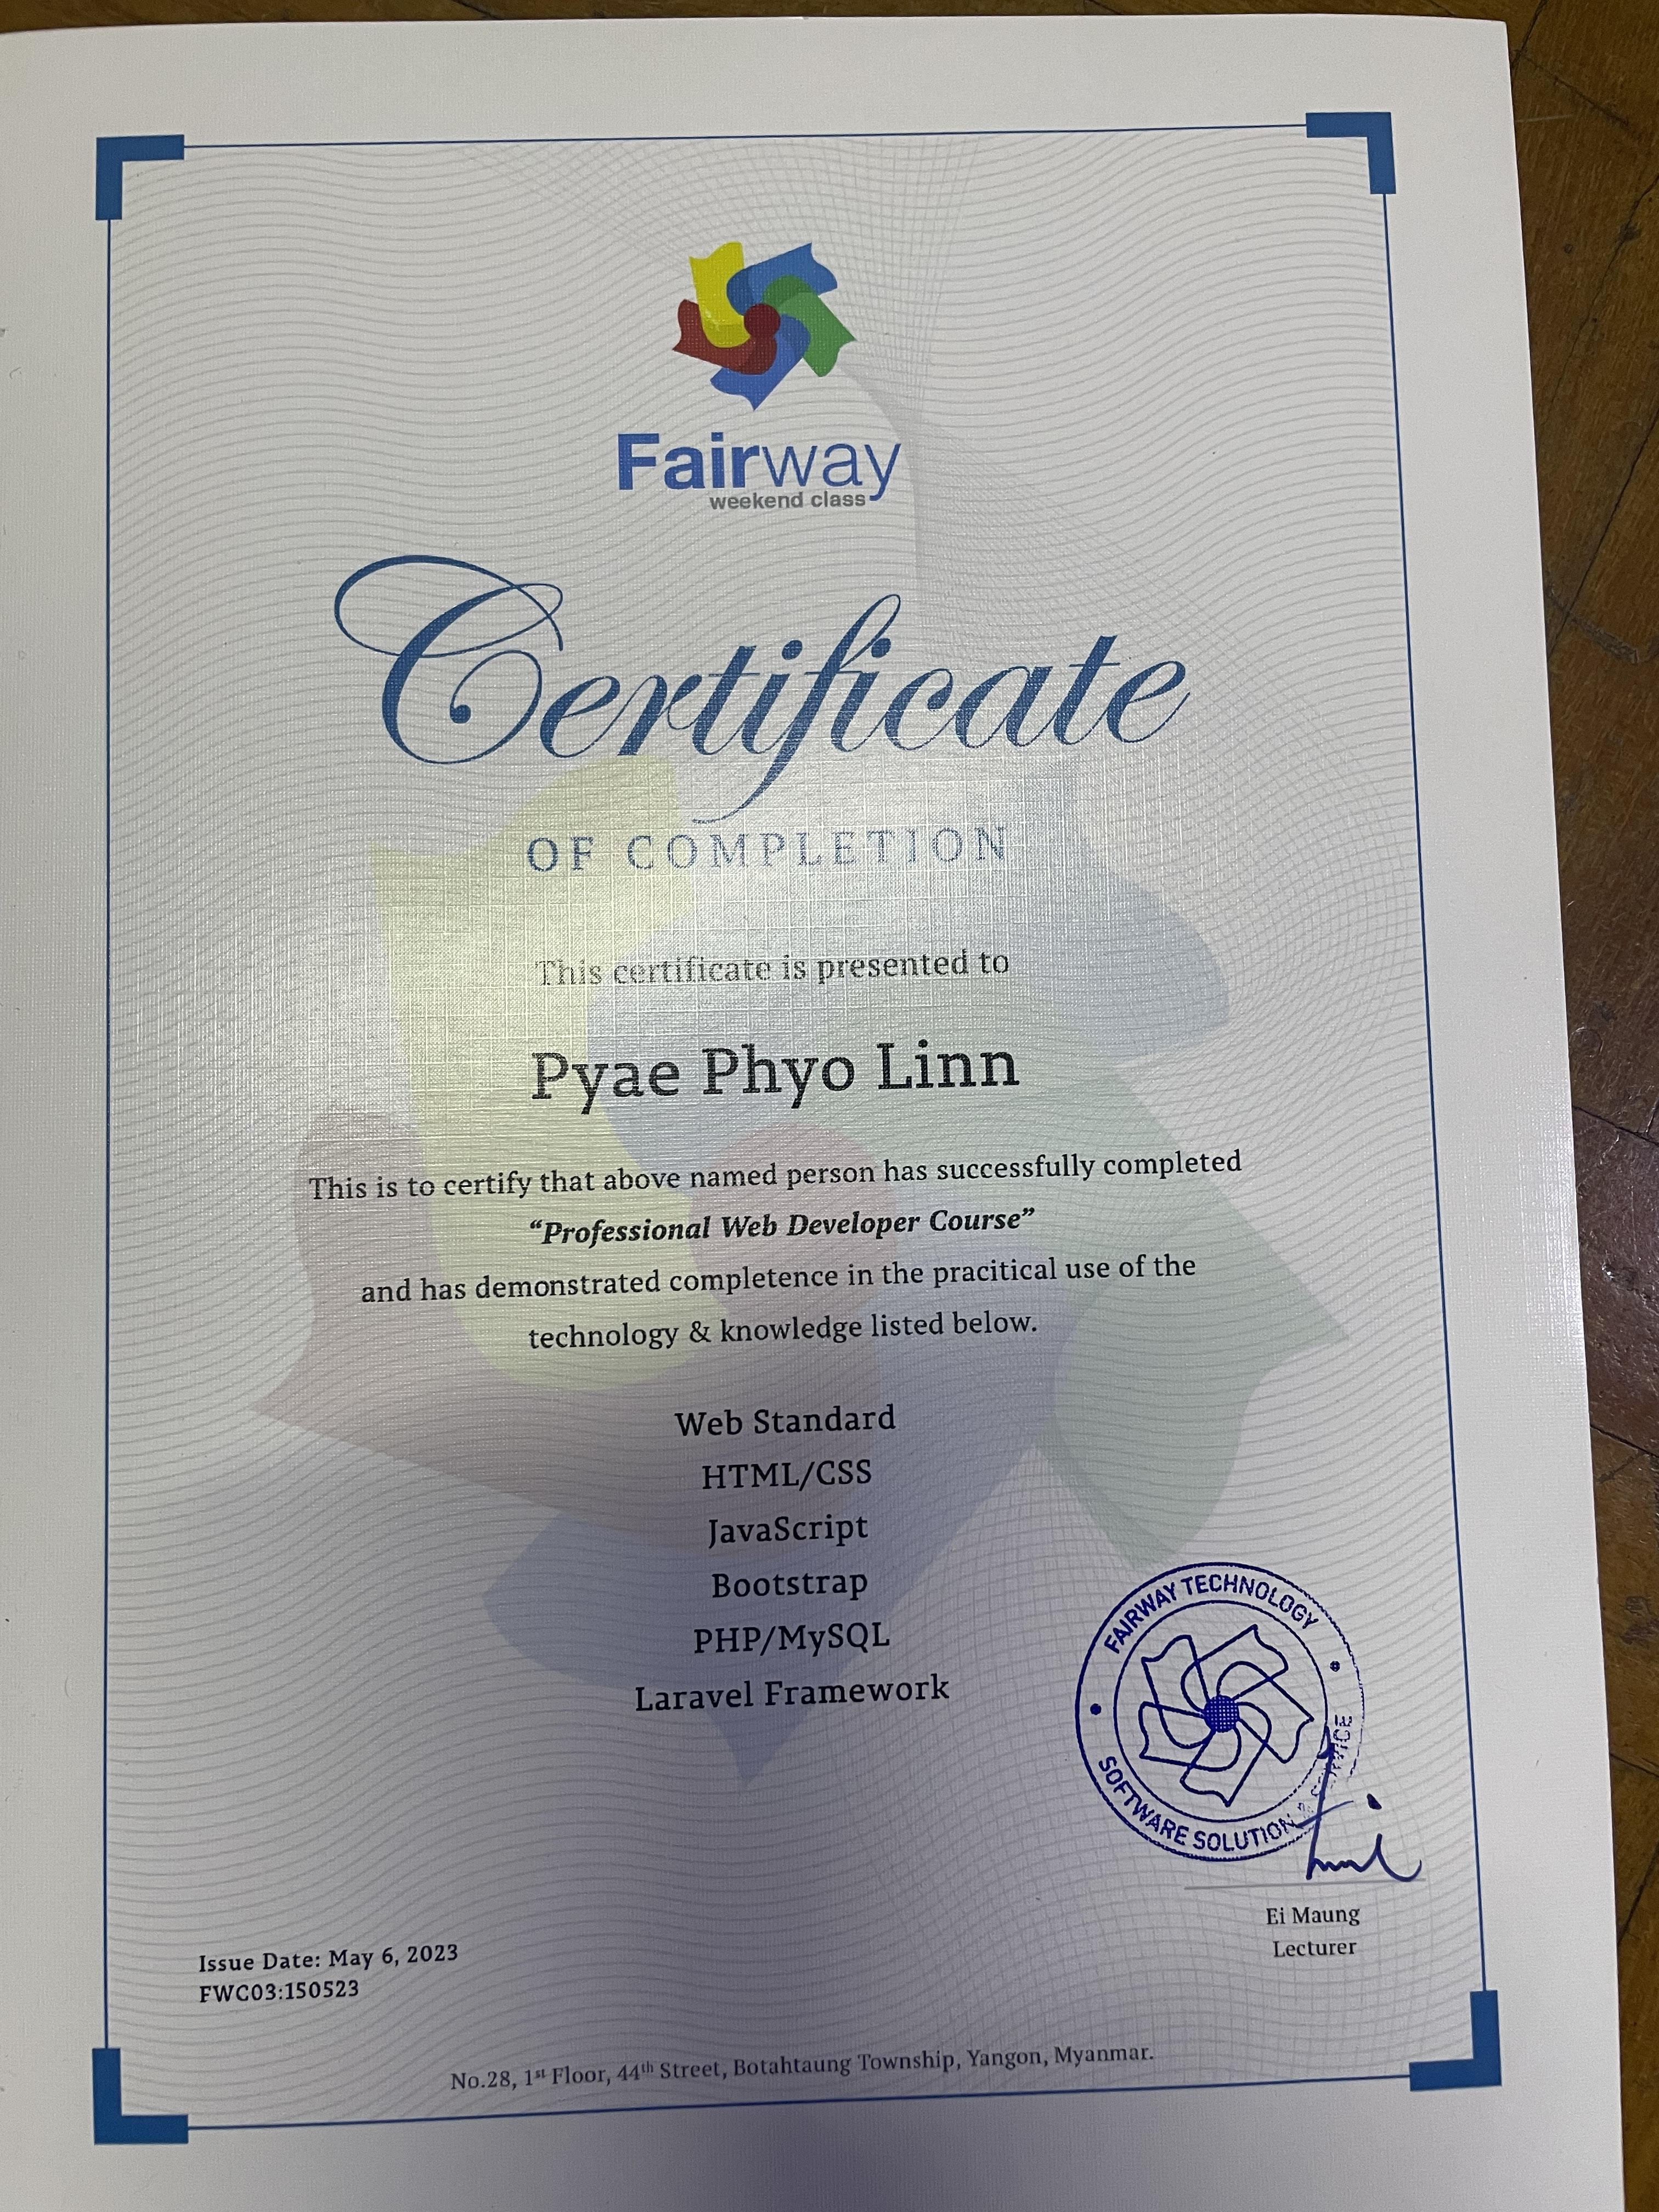 Fairway
weekend class
Certificate
OF COMPLETION
This certificate is presented to
Pyae Phyo Linn
This is to certify that above named person has successfully completed
“Professional Web Developer Course”
and has demonstrated completence in the pracitical use of the
technology & knowledge listed below.
Web Standard
HTML/CSS
JavaScript
Bootstrap
PHP/MySQL
Laravel Framework
FAIRWAY TECHNOLOGY
SOFTWARE SOLUTION & SERVICE
Ei Maung
Lecturer
Issue Date: May 6, 2023
FWC03:150523
No.28, 1st Floor, 44th Street, Botahtaung Township, Yangon, Myanmar.